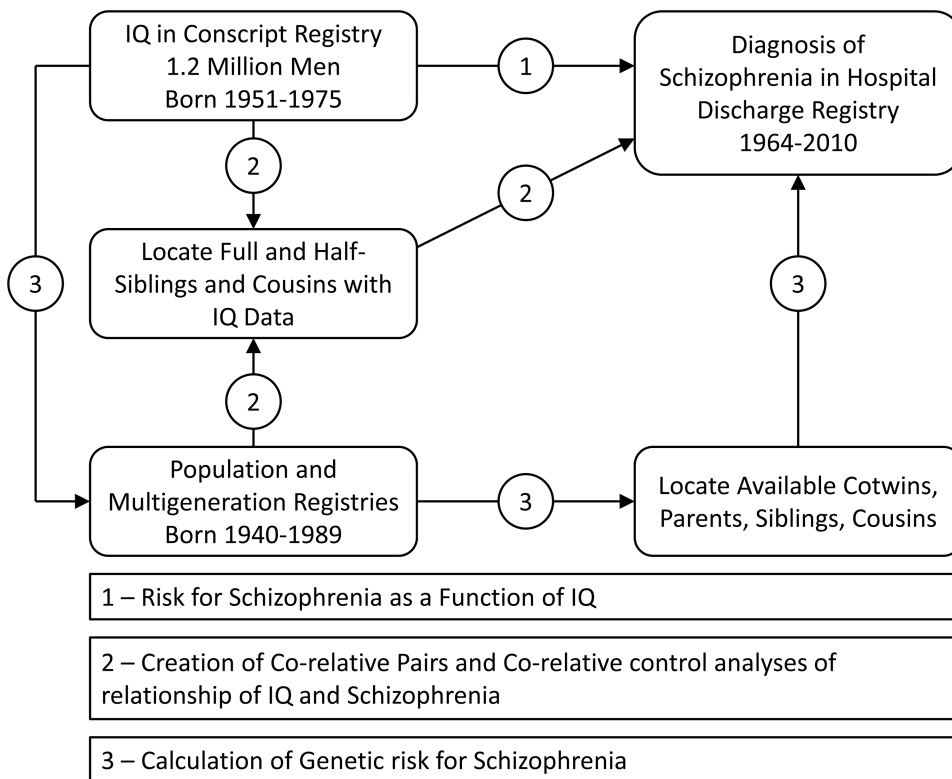 IQ in Conscript Registry
1.2 Million Men
Born 1951-1975
1
Diagnosis of
Schizophrenia in Hospital
Discharge Registry
1964-2010
2
2
Locate Full and Half-
Siblings and Cousins with
IQ Data
3
3
2
Population and
Multigeneration Registries
Born 1940-1989
3
Locate Available Cotwins,
Parents, Siblings, Cousins
1 – Risk for Schizophrenia as a Function of IQ
2 – Creation of Co-relative Pairs and Co-relative control analyses of
relationship of IQ and Schizophrenia
3 – Calculation of Genetic risk for Schizophrenia